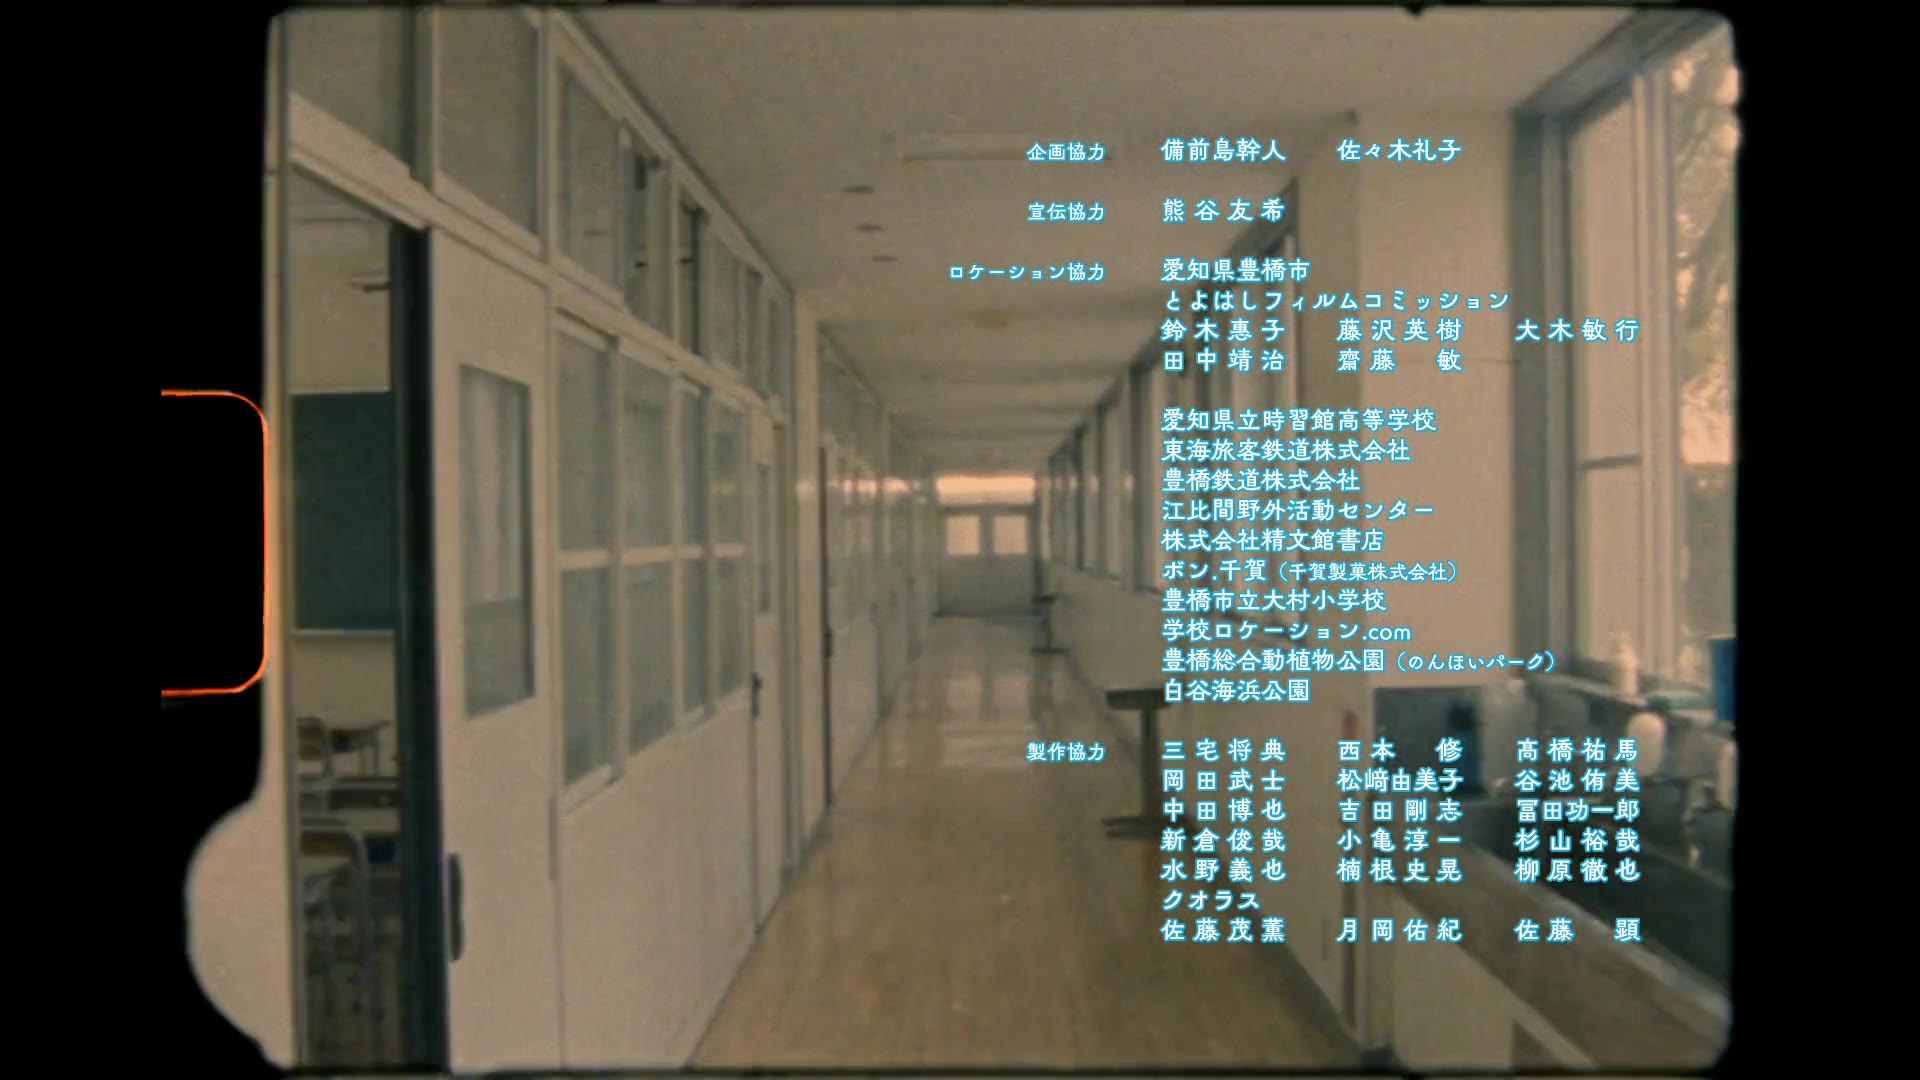 企画協力 備前島幹人 佐々木礼子
宣伝協力 熊谷友希
ロケーション協力 愛知県豊橋市
とよはしフィルムコミッション
鈴木惠子 藤沢英樹 大木敏行
田中靖治 齋藤 敏
愛知県立時習館高等学校
東海旅客鉄道株式会社
豊橋鉄道株式会社
江比間野外活動センター
株式会社精文館書店
ボン.千賀（千賀製菓株式会社）
豊橋市立大村小学校
学校ロケーション.com
豊橋総合動植物公園（のんほいパーク）
白谷海浜公園
製作協力 三宅将典 西本 修 髙橋祐馬
岡田武士 松﨑由美子 谷池侑美
中田博也 吉田剛志 冨田功一郎
新倉俊哉 小亀淳一 杉山裕哉
水野義也 楠根史晃 柳原徹也
クオラス
佐藤茂薫 月岡佑紀 佐藤 顕